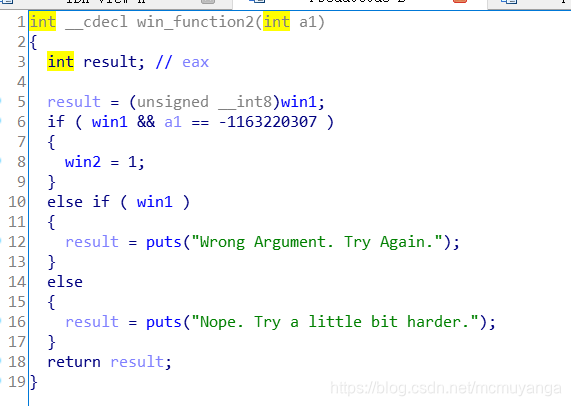 1 int __cdecl win_function2(int a1)
2 {
3 int result; // eax
4
5 result = (unsigned __int8)win1;
6 if ( win1 && a1 == -1163220307 )
7 {
8 win2 = 1;
9 }
10 else if ( win1 )
11 {
12 result = puts("Wrong Argument. Try Again.");
13 }
14 else
15 {
16 result = puts("Nope. Try a little bit harder.");
17 }
18 return result;
19 }
https://blog.csdn.net/mcmuyanga